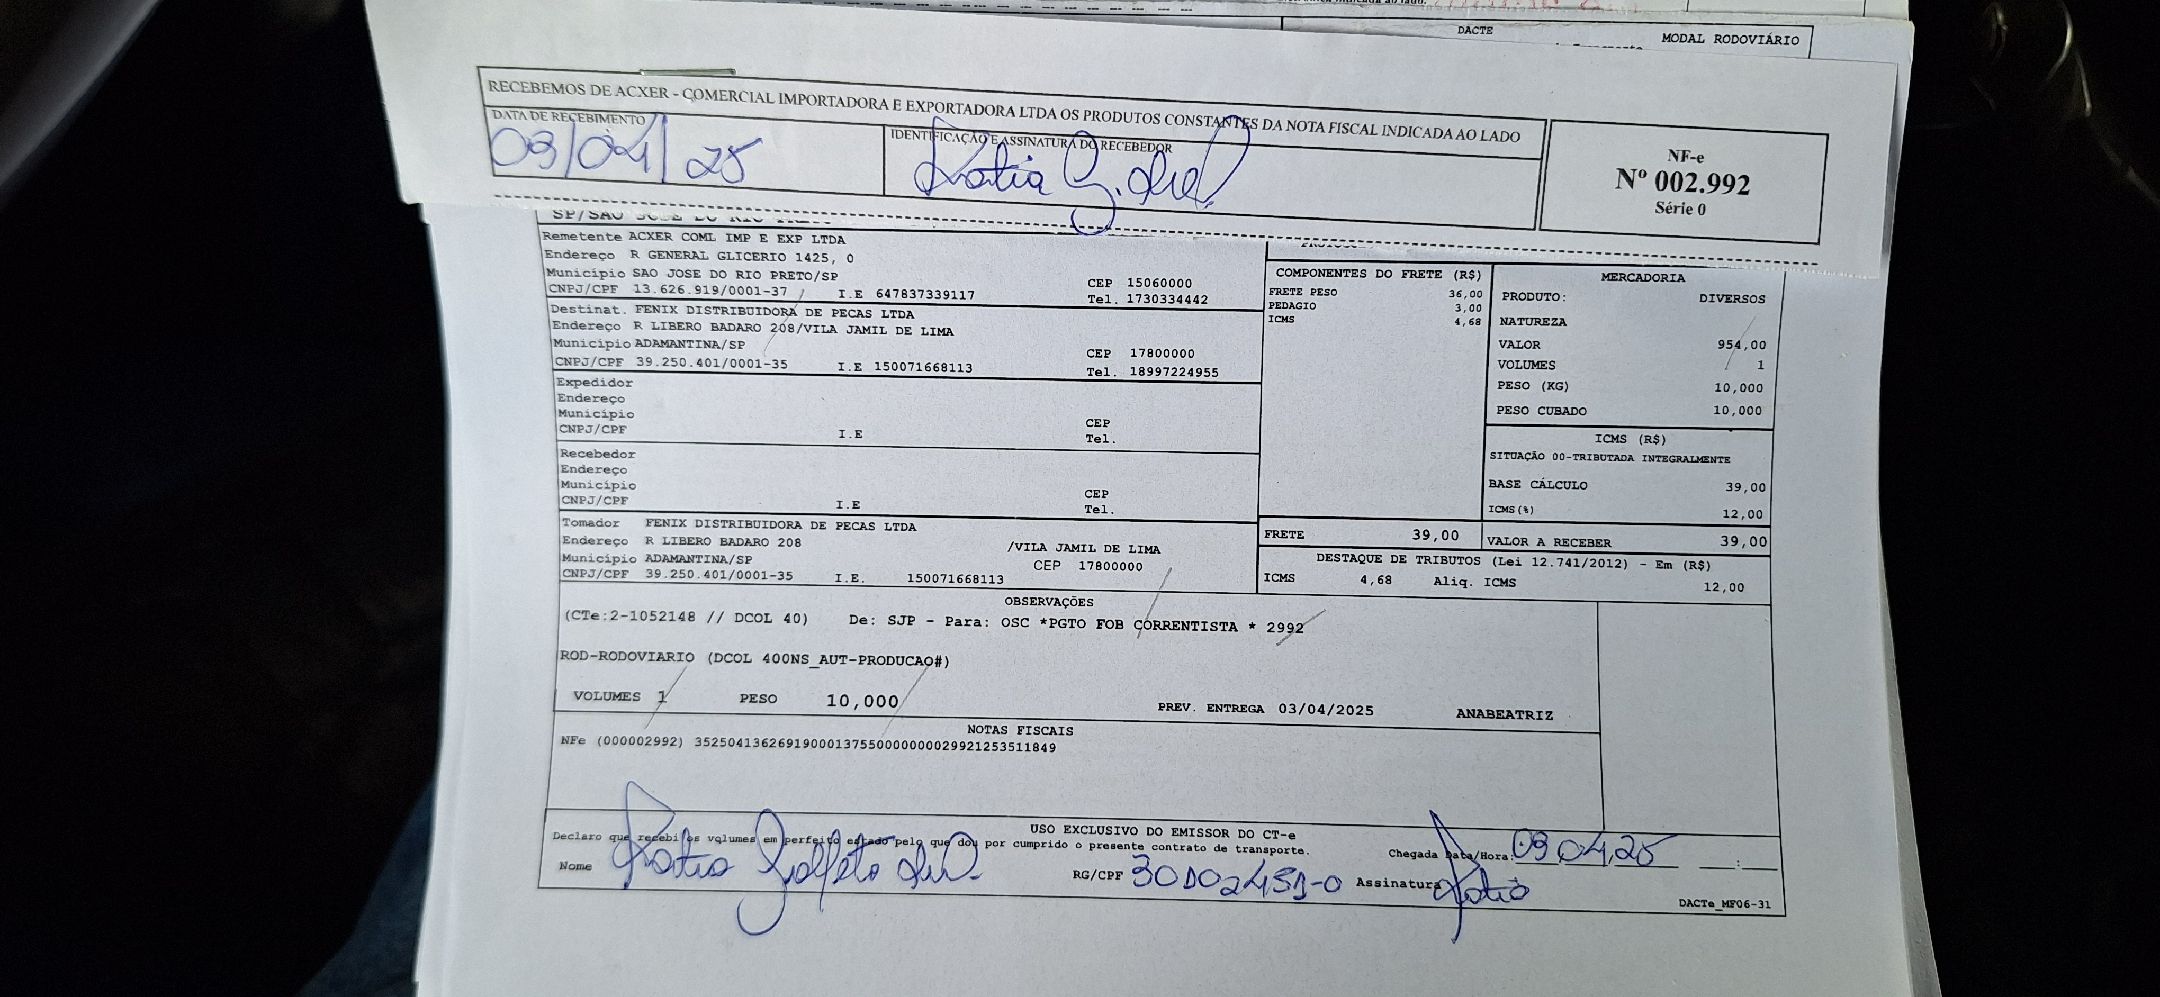 DACTE
MODAL RODOVIÁRIO
RECEBEMOS DE ACXER - COMERCIAL IMPORTADORA E EXPORTADORA LTDA OS PRODUTOS CONSTANTES DA NOTA FISCAL INDICADA AO LADO
DATA DE RECEBIMENTO
IDENTIFICAÇÃO E ASSINATURA DO RECEBEDOR
03/04/25
Katia
NF-e
Nº 002.992
Série 0
Remetente ACXER COML IMP E EXP LTDA
Endereço R GENERAL GLICERIO 1425, 0
Município SAO JOSE DO RIO PRETO/SP CEP 15060000
CNPJ/CPF 13.626.919/0001-37 I.E 647837339117 Tel. 1730334442
Destinat. FENIX DISTRIBUIDORA DE PECAS LTDA
Endereço R LIBERO BADARO 208/VILA JAMIL DE LIMA
Município ADAMANTINA/SP CEP 17800000
CNPJ/CPF 39.250.401/0001-35 I.E 150071668113 Tel. 18997224955
Expedidor
Endereço
Município CEP
CNPJ/CPF I.E Tel.
Recebedor
Endereço
Município CEP
CNPJ/CPF I.E Tel.
Tomador FENIX DISTRIBUIDORA DE PECAS LTDA
Endereço R LIBERO BADARO 208 /VILA JAMIL DE LIMA
Município ADAMANTINA/SP CEP 17800000
CNPJ/CPF 39.250.401/0001-35 I.E. 150071668113
COMPONENTES DO FRETE (R$)
FRETE PESO 36,00
PEDAGIO 3,00
ICMS 4,68
MERCADORIA
PRODUTO: DIVERSOS
NATUREZA
VALOR 954,00
VOLUMES 1
PESO (KG) 10,000
PESO CUBADO 10,000
ICMS (R$)
SITUAÇÃO 00-TRIBUTADA INTEGRALMENTE
BASE CÁLCULO 39,00
ICMS(%) 12,00
FRETE 39,00 VALOR A RECEBER 39,00
DESTAQUE DE TRIBUTOS (Lei 12.741/2012) - Em (R$)
ICMS 4,68 Aliq. ICMS 12,00
OBSERVAÇÕES
(CTe:2-1052148 // DCOL 40) De: SJP - Para: OSC *PGTO FOB CORRENTISTA * 2992
ROD-RODOVIARIO (DCOL 400NS_AUT-PRODUCAO#)
VOLUMES 1 PESO 10,000 PREV. ENTREGA 03/04/2025 ANABEATRIZ
NOTAS FISCAIS
NFe (000002992) 35250413626919000137550000000029921253511849
USO EXCLUSIVO DO EMISSOR DO CT-e
Declaro que recebi os volumes em perfeito estado pelo que dou por cumprido o presente contrato de transporte.
Chegada Data/Hora: 03 04 25 __:__
Nome Katia
RG/CPF
Assinatura Katia
DACTe_MF06-31